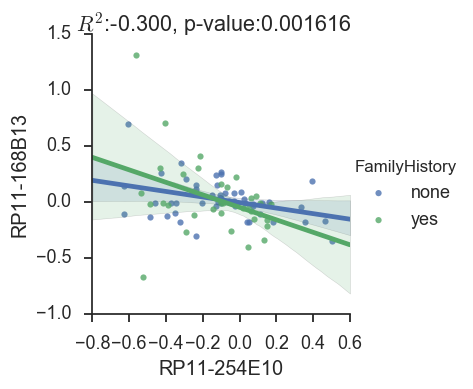 R²:-0.300, p-value:0.001616
1.5
1.0
0.5
0.0
−0.5
−1.0
RP11-168B13
−0.8 −0.6 −0.4 −0.2 0.0 0.2 0.4 0.6
RP11-254E10
FamilyHistory
none
yes